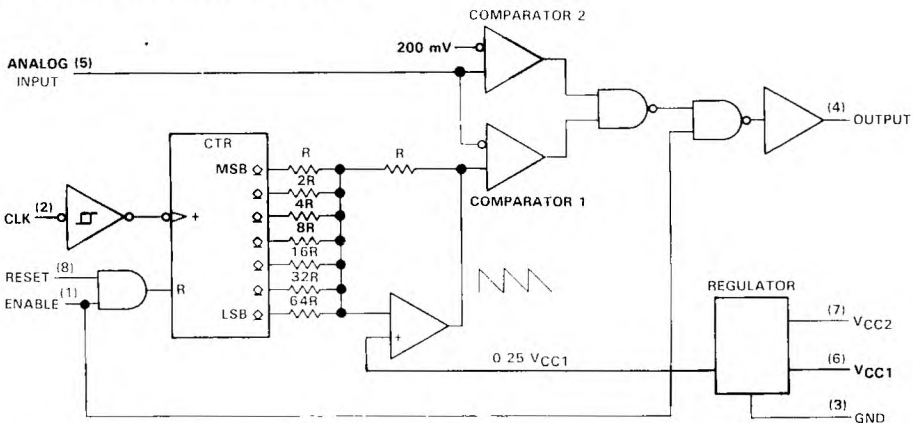 COMPARATOR 2
200 mV
ANALOG (5)
INPUT
(4)
OUTPUT
CTR
MSB
R
R
2R
4R
8R
16R
32R
64R
LSB
COMPARATOR 1
CLK (2)
+
RESET (8)
ENABLE (1)
R
+
0.25 VCC1
REGULATOR
(7)
VCC2
(6)
VCC1
(3)
GND